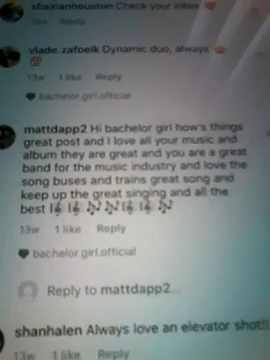 shainanhouston Check your inbox
Reply
vlade.zafoelk Dynamic duo, always 👄
💯
13w 1 like Reply
🖤 bachelor.girl.official
mattdapp2 Hi bachelor girl how's things
great post and I love all your music and
album they are great and you are a great
band for the music industry and love the
song buses and trains great song and
keep up the great singing and all the
best 🎼🎼🎶🎶🎼🎼🎶
13w 1 like Reply
🖤 bachelor.girl.official
Reply to mattdapp2...
shanhalen Always love an elevator shot!!
13w 1 like Reply